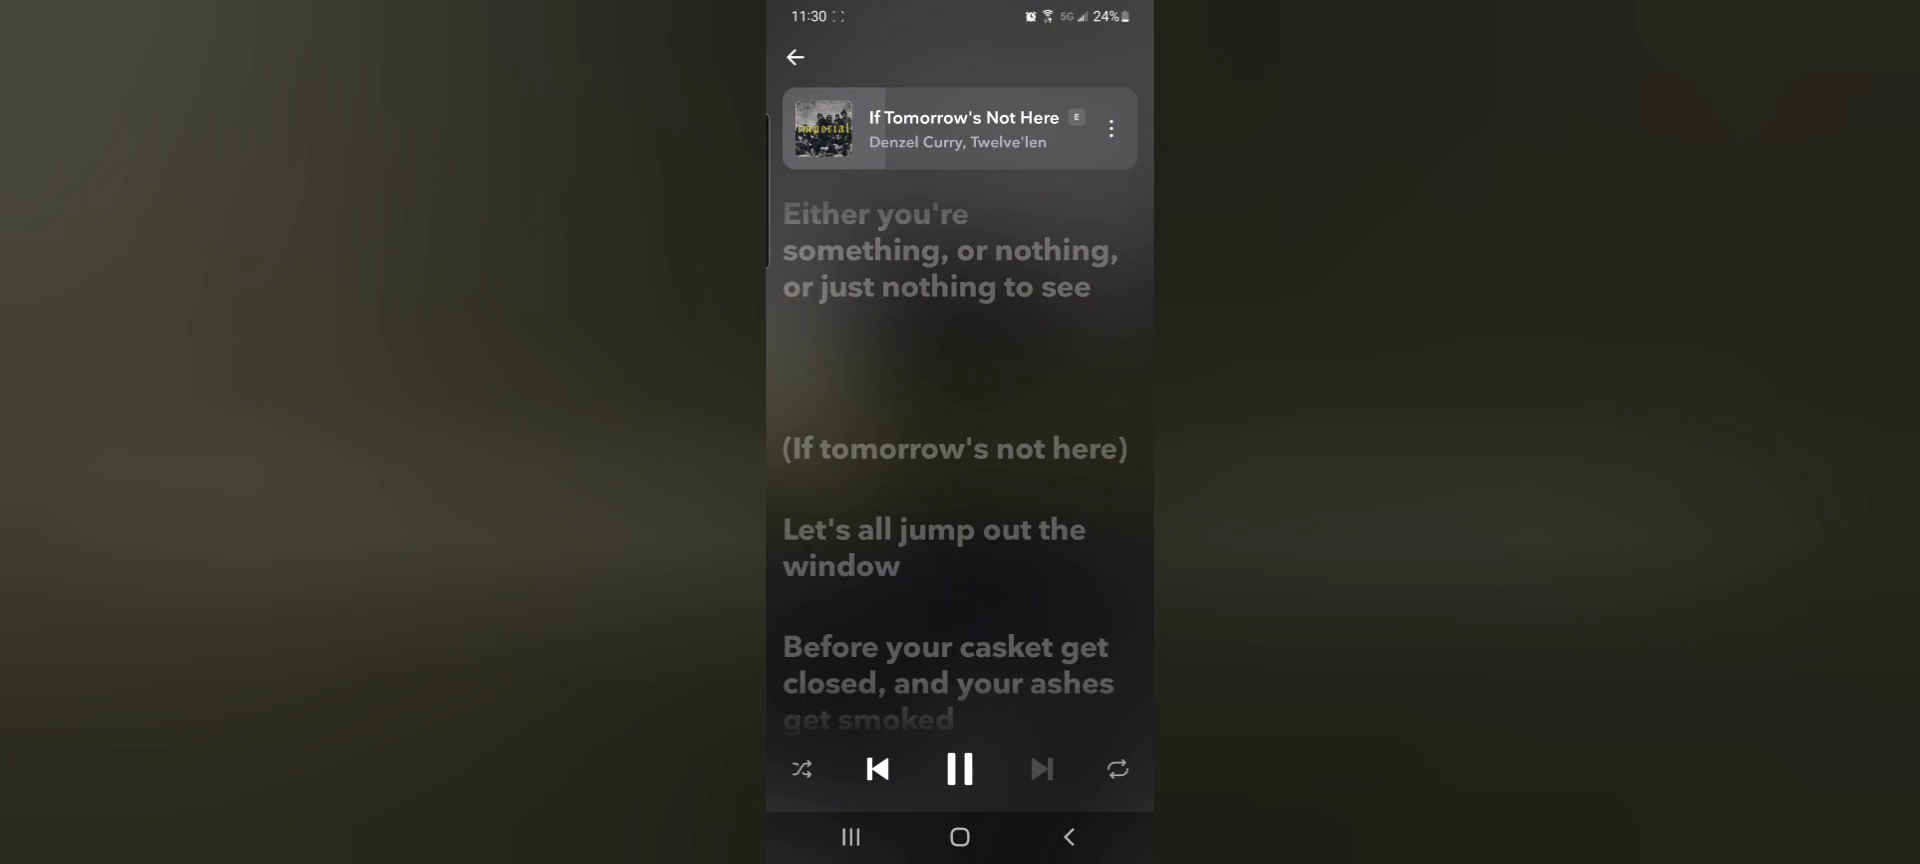 11:30 5G 24%
imperial
If Tomorrow's Not Here E
Denzel Curry, Twelve'len
Either you're
something, or nothing,
or just nothing to see
(If tomorrow's not here)
Let's all jump out the
window
Before your casket get
closed, and your ashes
get smoked